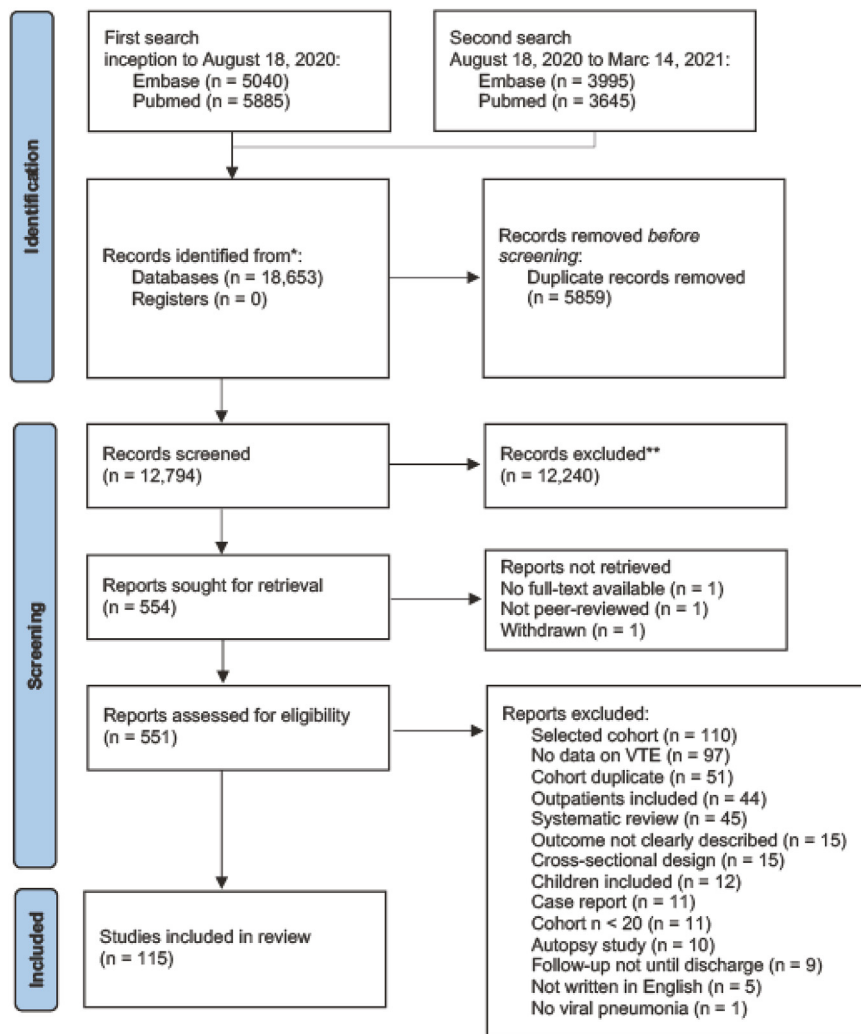 Identification
First search
inception to August 18, 2020:
Embase (n = 5040)
Pubmed (n = 5885)
Second search
August 18, 2020 to Marc 14, 2021:
Embase (n = 3995)
Pubmed (n = 3645)
Records identified from*:
Databases (n = 18,653)
Registers (n = 0)
Records removed before
screening:
Duplicate records removed
(n = 5859)
Screening
Records screened
(n = 12,794)
Records excluded**
(n = 12,240)
Reports sought for retrieval
(n = 554)
Reports not retrieved
No full-text available (n = 1)
Not peer-reviewed (n = 1)
Withdrawn (n = 1)
Reports assessed for eligibility
(n = 551)
Reports excluded:
Selected cohort (n = 110)
No data on VTE (n = 97)
Cohort duplicate (n = 51)
Outpatients included (n = 44)
Systematic review (n = 45)
Outcome not clearly described (n = 15)
Cross-sectional design (n = 15)
Children included (n = 12)
Case report (n = 11)
Cohort n < 20 (n = 11)
Autopsy study (n = 10)
Follow-up not until discharge (n = 9)
Not written in English (n = 5)
No viral pneumonia (n = 1)
Included
Studies included in review
(n = 115)